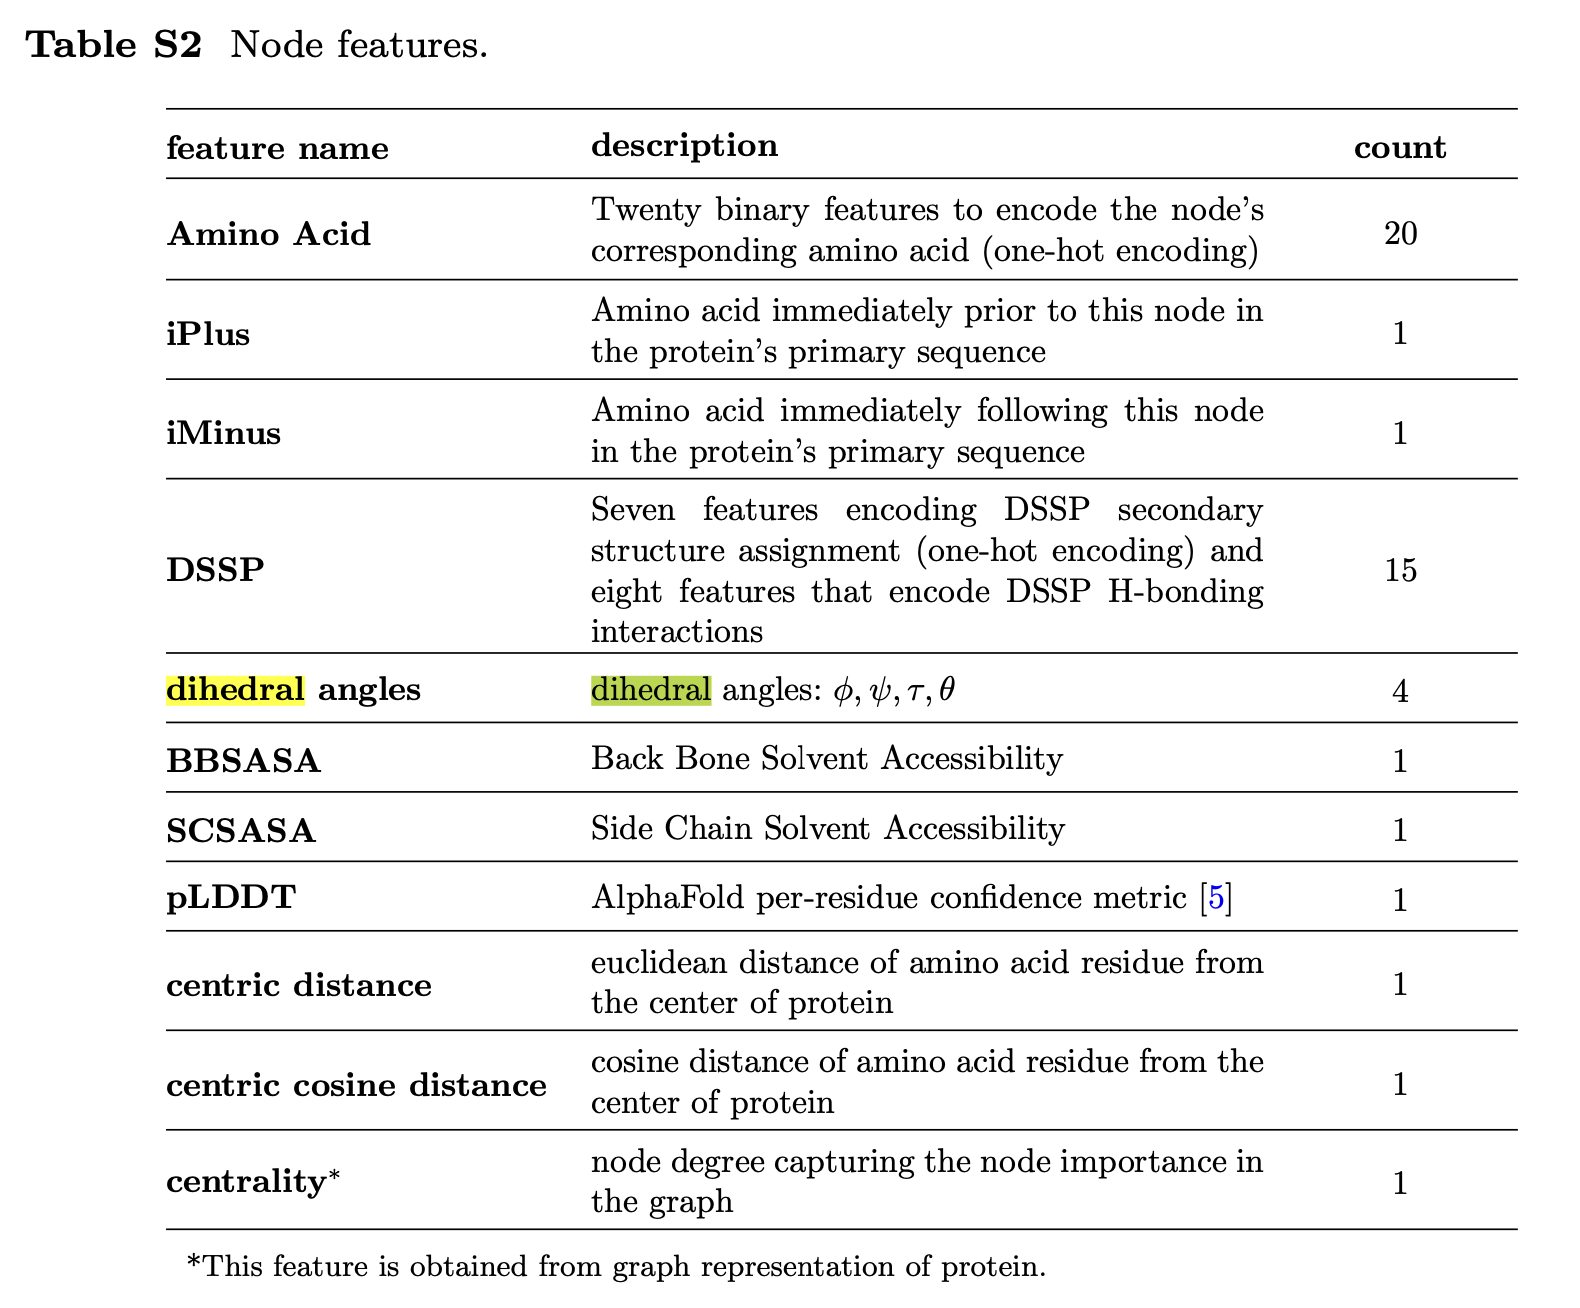 Table S2 Node features.
feature name description count
Amino Acid Twenty binary features to encode the node's 20
corresponding amino acid (one-hot encoding)
iPlus Amino acid immediately prior to this node in 1
the protein's primary sequence
iMinus Amino acid immediately following this node 1
in the protein's primary sequence
DSSP Seven features encoding DSSP secondary 15
structure assignment (one-hot encoding) and
eight features that encode DSSP H-bonding
interactions
dihedral angles dihedral angles: ϕ, ψ, τ, θ 4
BBSASA Back Bone Solvent Accessibility 1
SCSASA Side Chain Solvent Accessibility 1
pLDDT AlphaFold per-residue confidence metric [5] 1
centric distance euclidean distance of amino acid residue from 1
the center of protein
centric cosine distance cosine distance of amino acid residue from the 1
center of protein
centrality* node degree capturing the node importance in 1
the graph
*This feature is obtained from graph representation of protein.